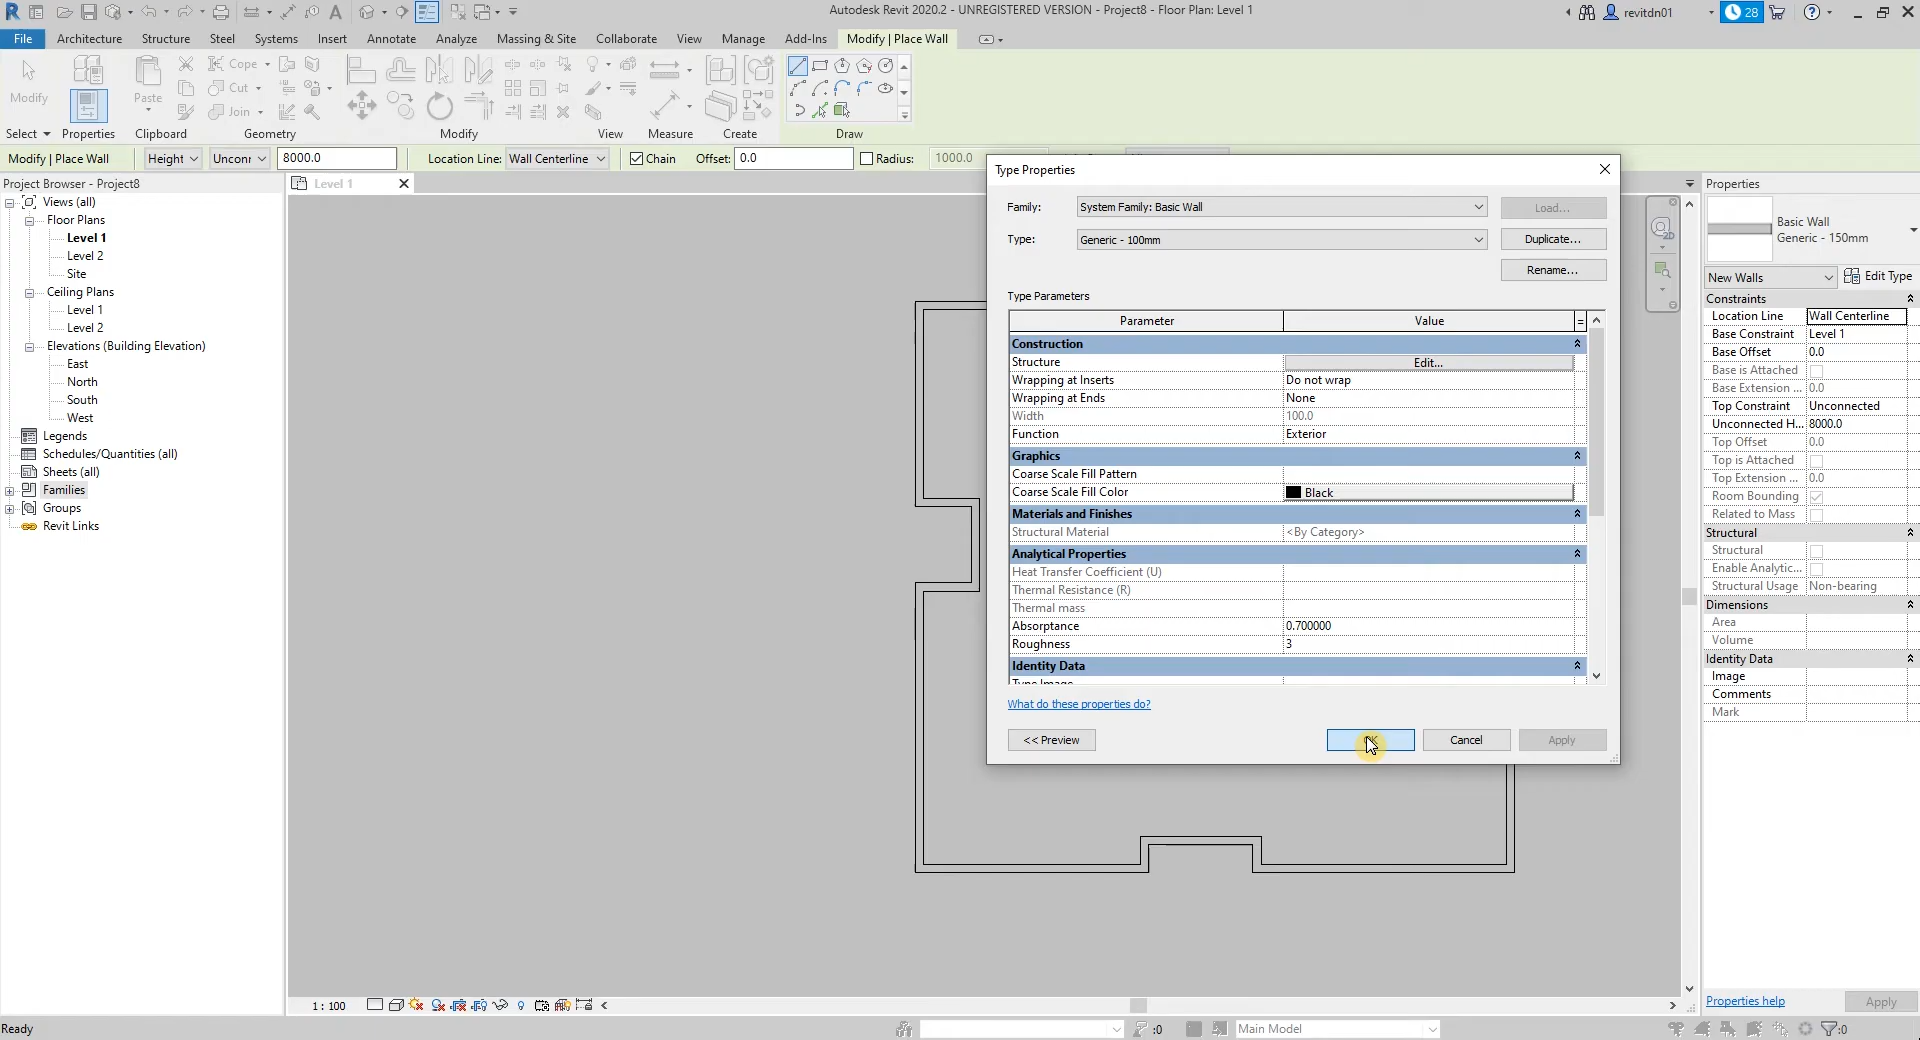 Autodesk Revit 2020.2 - UNREGISTERED VERSION - Project8 - Floor Plan: Level 1
revitdn01
28
File
Architecture
Structure
Steel
Systems
Insert
Annotate
Analyze
Massing & Site
Collaborate
View
Manage
Add-Ins
Modify | Place Wall
Modify
Paste
Cope
Cut
Join
Select
Properties
Clipboard
Geometry
Modify
View
Measure
Create
Draw
Modify | Place Wall
Height
Unconr
8000.0
Location Line:
Wall Centerline
Chain
Offset:
0.0
Radius:
1000.0
Project Browser - Project8
Views (all)
Floor Plans
Level 1
Level 2
Site
Ceiling Plans
Level 1
Level 2
Elevations (Building Elevation)
East
North
South
West
Legends
Schedules/Quantities (all)
Sheets (all)
Families
Groups
Revit Links
Level 1
Type Properties
Family:
System Family: Basic Wall
Load...
Type:
Generic - 100mm
Duplicate...
Rename...
Type Parameters
Parameter
Value
=
Construction
Structure
Edit...
Wrapping at Inserts
Do not wrap
Wrapping at Ends
None
Width
100.0
Function
Exterior
Graphics
Coarse Scale Fill Pattern
Coarse Scale Fill Color
Black
Materials and Finishes
Structural Material
<By Category>
Analytical Properties
Heat Transfer Coefficient (U)
Thermal Resistance (R)
Thermal mass
Absorptance
0.700000
Roughness
3
Identity Data
Type Image
What do these properties do?
<< Preview
Cancel
Apply
Properties
Basic Wall
Generic - 150mm
New Walls
Edit Type
Constraints
Location Line
Wall Centerline
Base Constraint
Level 1
Base Offset
0.0
Base is Attached
Base Extension ...
0.0
Top Constraint
Unconnected
Unconnected H...
8000.0
Top Offset
0.0
Top is Attached
Top Extension ...
0.0
Room Bounding
Related to Mass
Structural
Structural
Enable Analytic...
Structural Usage
Non-bearing
Dimensions
Area
Volume
Identity Data
Image
Comments
Mark
Properties help
Apply
1 : 100
Ready
:0
Main Model
:0